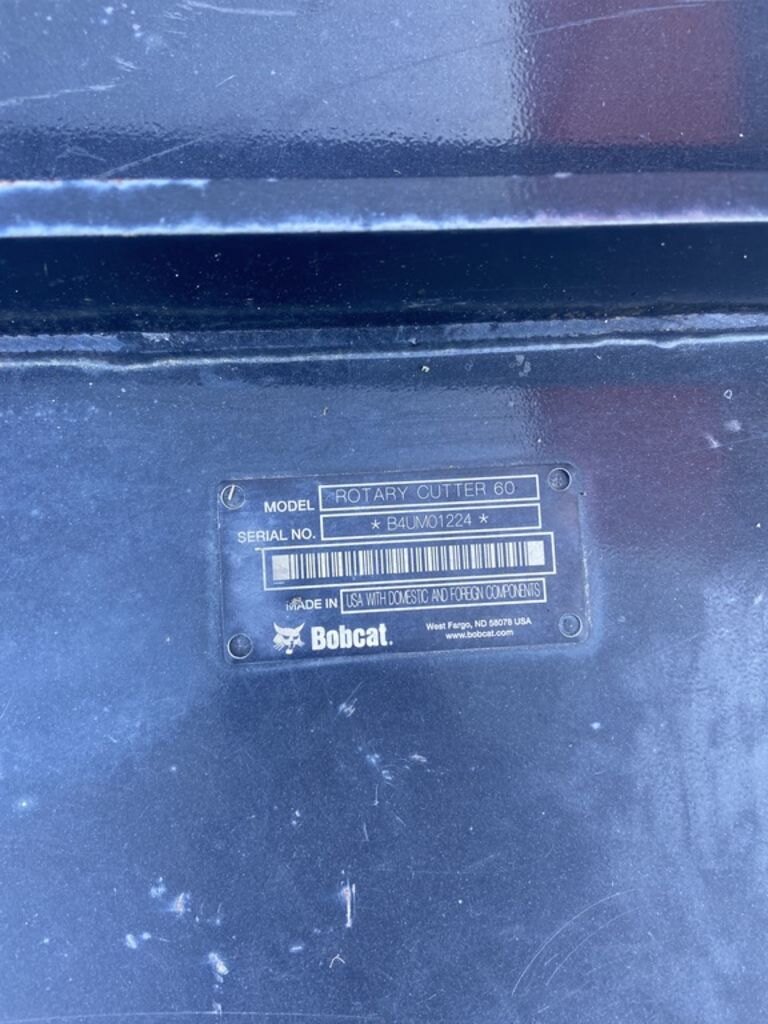 MODEL ROTARY CUTTER 60
SERIAL NO. * B4UM01224 *
MADE IN USA WITH DOMESTIC AND FOREIGN COMPONENTS
Bobcat.
West Fargo, ND 58078 USA
www.bobcat.com